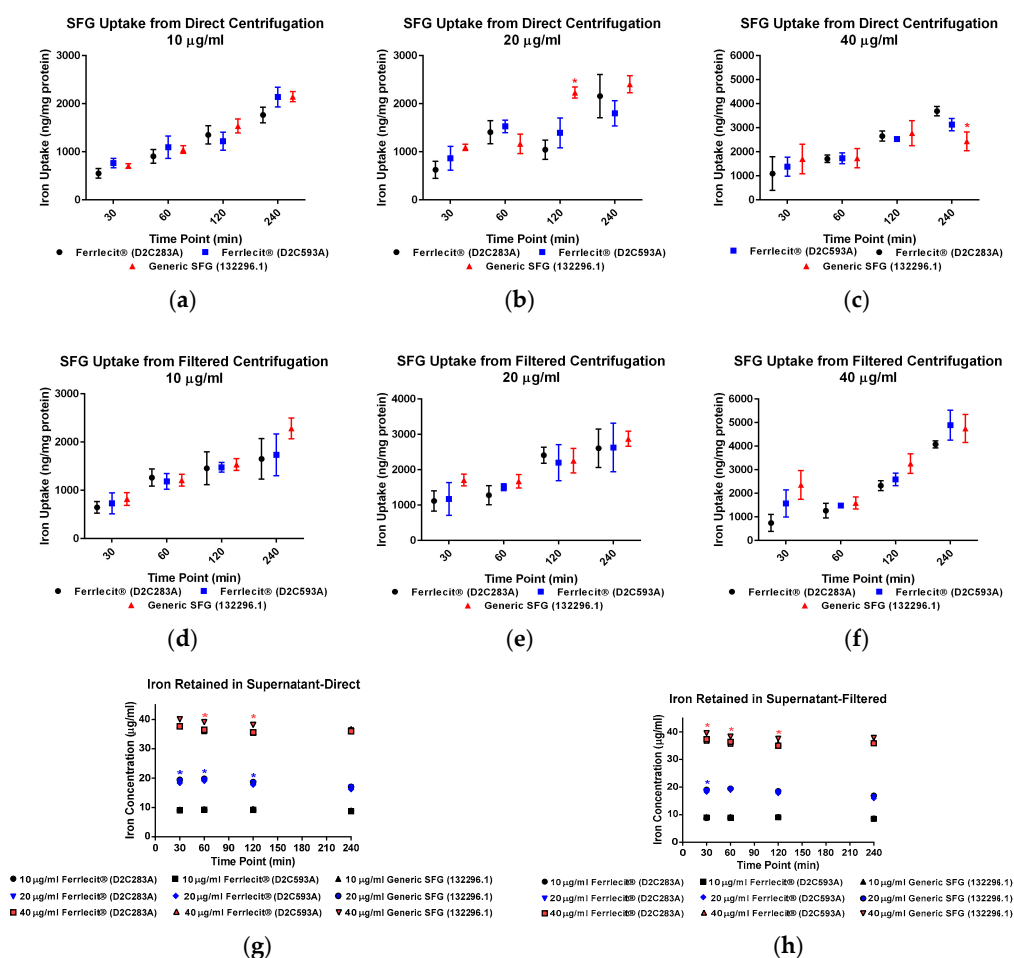 SFG Uptake from Direct Centrifugation
10 μg/ml
Iron Uptake (ng/mg protein)
3000
2000
1000
0
30
60
120
240
Time Point (min)
Ferrlecit® (D2C283A)
Ferrlecit® (D2C593A)
Generic SFG (132296.1)
(a)
SFG Uptake from Direct Centrifugation
20 μg/ml
Iron Uptake (ng/mg protein)
3000
2000
1000
0
*
30
60
120
240
Time Point (min)
Ferrlecit® (D2C283A)
Ferrlecit® (D2C593A)
Generic SFG (132296.1)
(b)
SFG Uptake from Direct Centrifugation
40 μg/ml
Iron Uptake (ng/mg protein)
6000
5000
4000
3000
2000
1000
0
*
30
60
120
240
Time Point (min)
Ferrlecit® (D2C593A)
Ferrlecit® (D2C283A)
Generic SFG (132296.1)
(c)
SFG Uptake from Filtered Centrifugation
10 μg/ml
Iron Uptake (ng/mg protein)
3000
2000
1000
0
30
60
120
240
Time Point (min)
Ferrlecit® (D2C283A)
Ferrlecit® (D2C593A)
Generic SFG (132296.1)
(d)
SFG Uptake from Filtered Centrifugation
20 μg/ml
Iron Uptake (ng/mg protein)
4000
3000
2000
1000
0
30
60
120
240
Time Point (min)
Ferrlecit® (D2C283A)
Ferrlecit® (D2C593A)
Generic SFG (132296.1)
(e)
SFG Uptake from Filtered Centrifugation
40 μg/ml
Iron Uptake (ng/mg protein)
6000
5000
4000
3000
2000
1000
0
30
60
120
240
Time Point (min)
Ferrlecit® (D2C283A)
Ferrlecit® (D2C593A)
Generic SFG (132296.1)
(f)
Iron Retained in Supernatant-Direct
Iron Concentration (μg/ml)
40
30
20
10
0
* *
* * *
0 30 60 90 120 150 180 210 240
Time Point (min)
10 μg/ml Ferrlecit® (D2C283A)
10 μg/ml Ferrlecit® (D2C593A)
10 μg/ml Generic SFG (132296.1)
20 μg/ml Ferrlecit® (D2C283A)
20 μg/ml Ferrlecit® (D2C593A)
20 μg/ml Generic SFG (132296.1)
40 μg/ml Ferrlecit® (D2C283A)
40 μg/ml Ferrlecit® (D2C593A)
40 μg/ml Generic SFG (132296.1)
(g)
Iron Retained in Supernatant-Filtered
Iron Concentration (μg/ml)
40
30
20
10
0
* * *
*
0 30 60 90 120 150 180 210 240
Time Point (min)
10 μg/ml Ferrlecit® (D2C283A)
10 μg/ml Ferrlecit® (D2C593A)
10 μg/ml Generic SFG (132296.1)
20 μg/ml Ferrlecit® (D2C283A)
20 μg/ml Ferrlecit® (D2C593A)
20 μg/ml Generic SFG (132296.1)
40 μg/ml Ferrlecit® (D2C283A)
40 μg/ml Ferrlecit® (D2C593A)
40 μg/ml Generic SFG (132296.1)
(h)